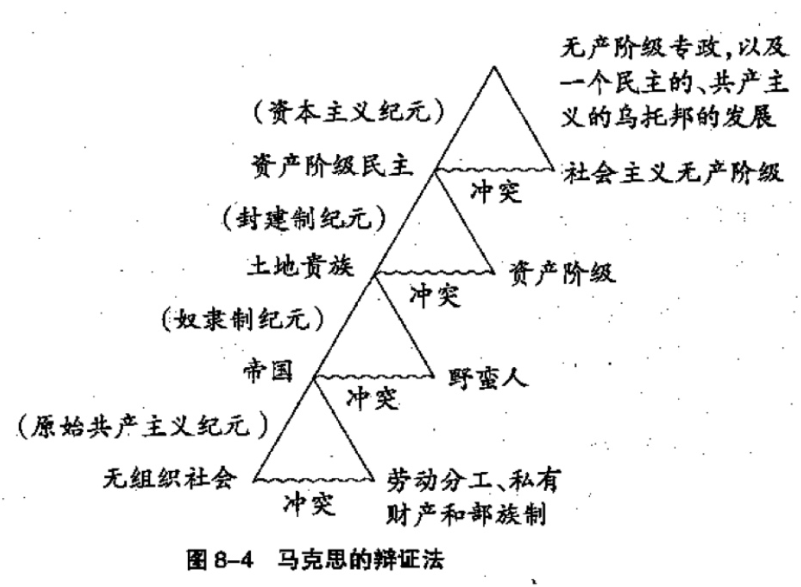 无产阶级专政,以及
一个民主的、共产主
义的乌托邦的发展
(资本主义纪元)
资产阶级民主
冲突
社会主义无产阶级
(封建制纪元)
土地贵族
冲突
资产阶级
(奴隶制纪元)
帝国
冲突
野蛮人
(原始共产主义纪元)
无组织社会
冲突
劳动分工、私有
财产和部族制
图8-4 马克思的辩证法